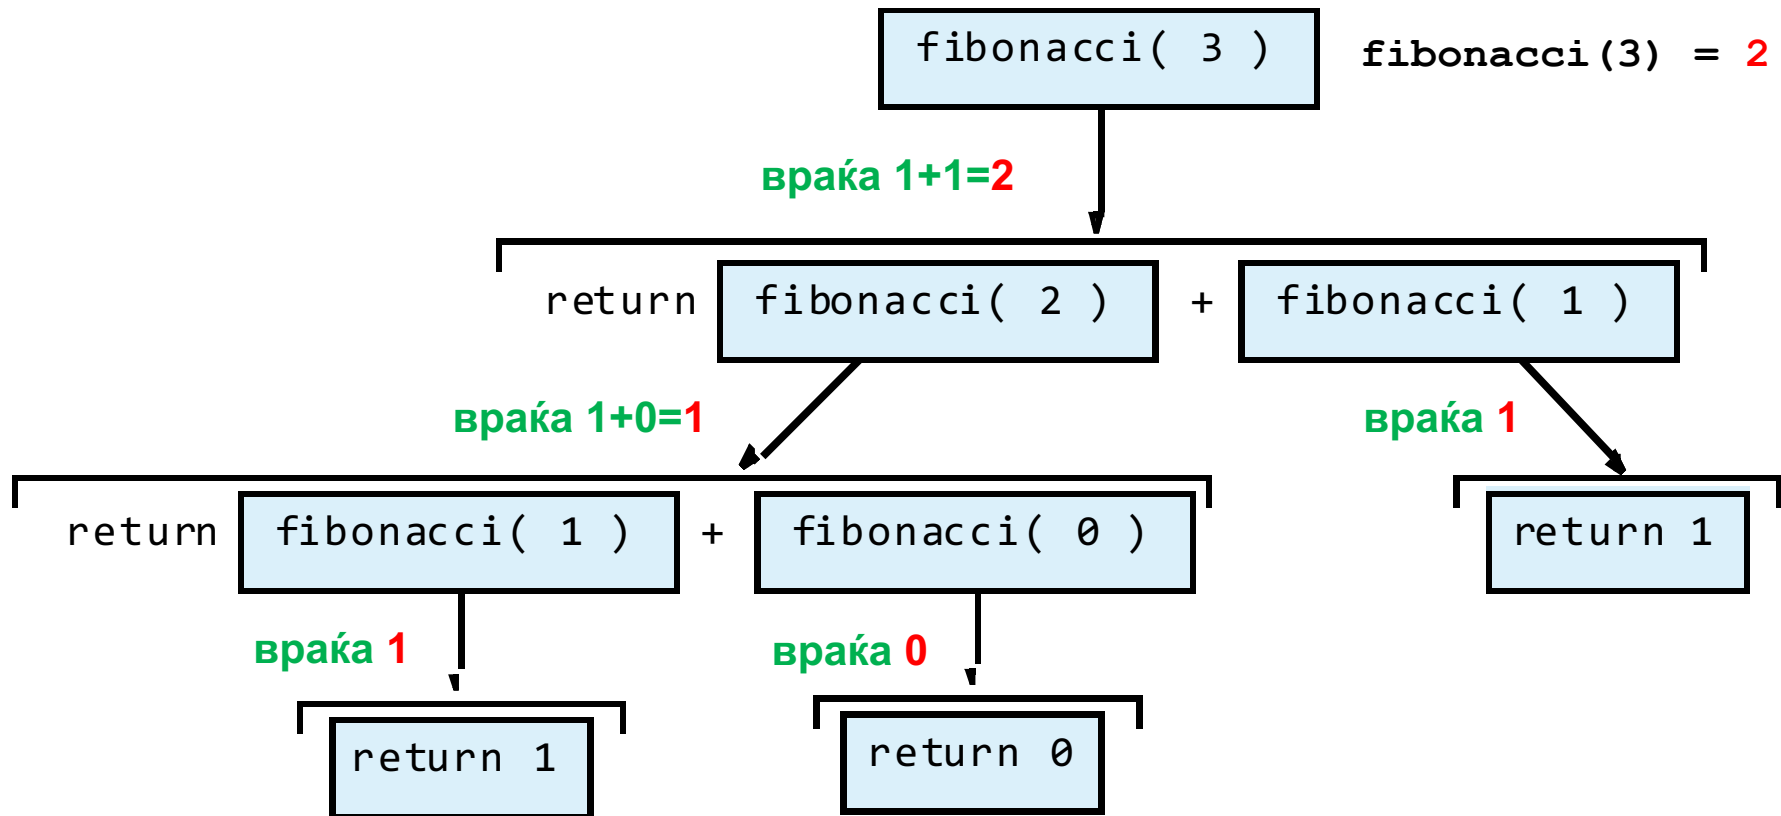 fibonacci( 3 ) fibonacci(3) = 2
враќа 1+1=2
return fibonacci( 2 ) + fibonacci( 1 )
враќа 1+0=1 враќа 1
return fibonacci( 1 ) + fibonacci( 0 ) return 1
враќа 1 враќа 0
return 1 return 0